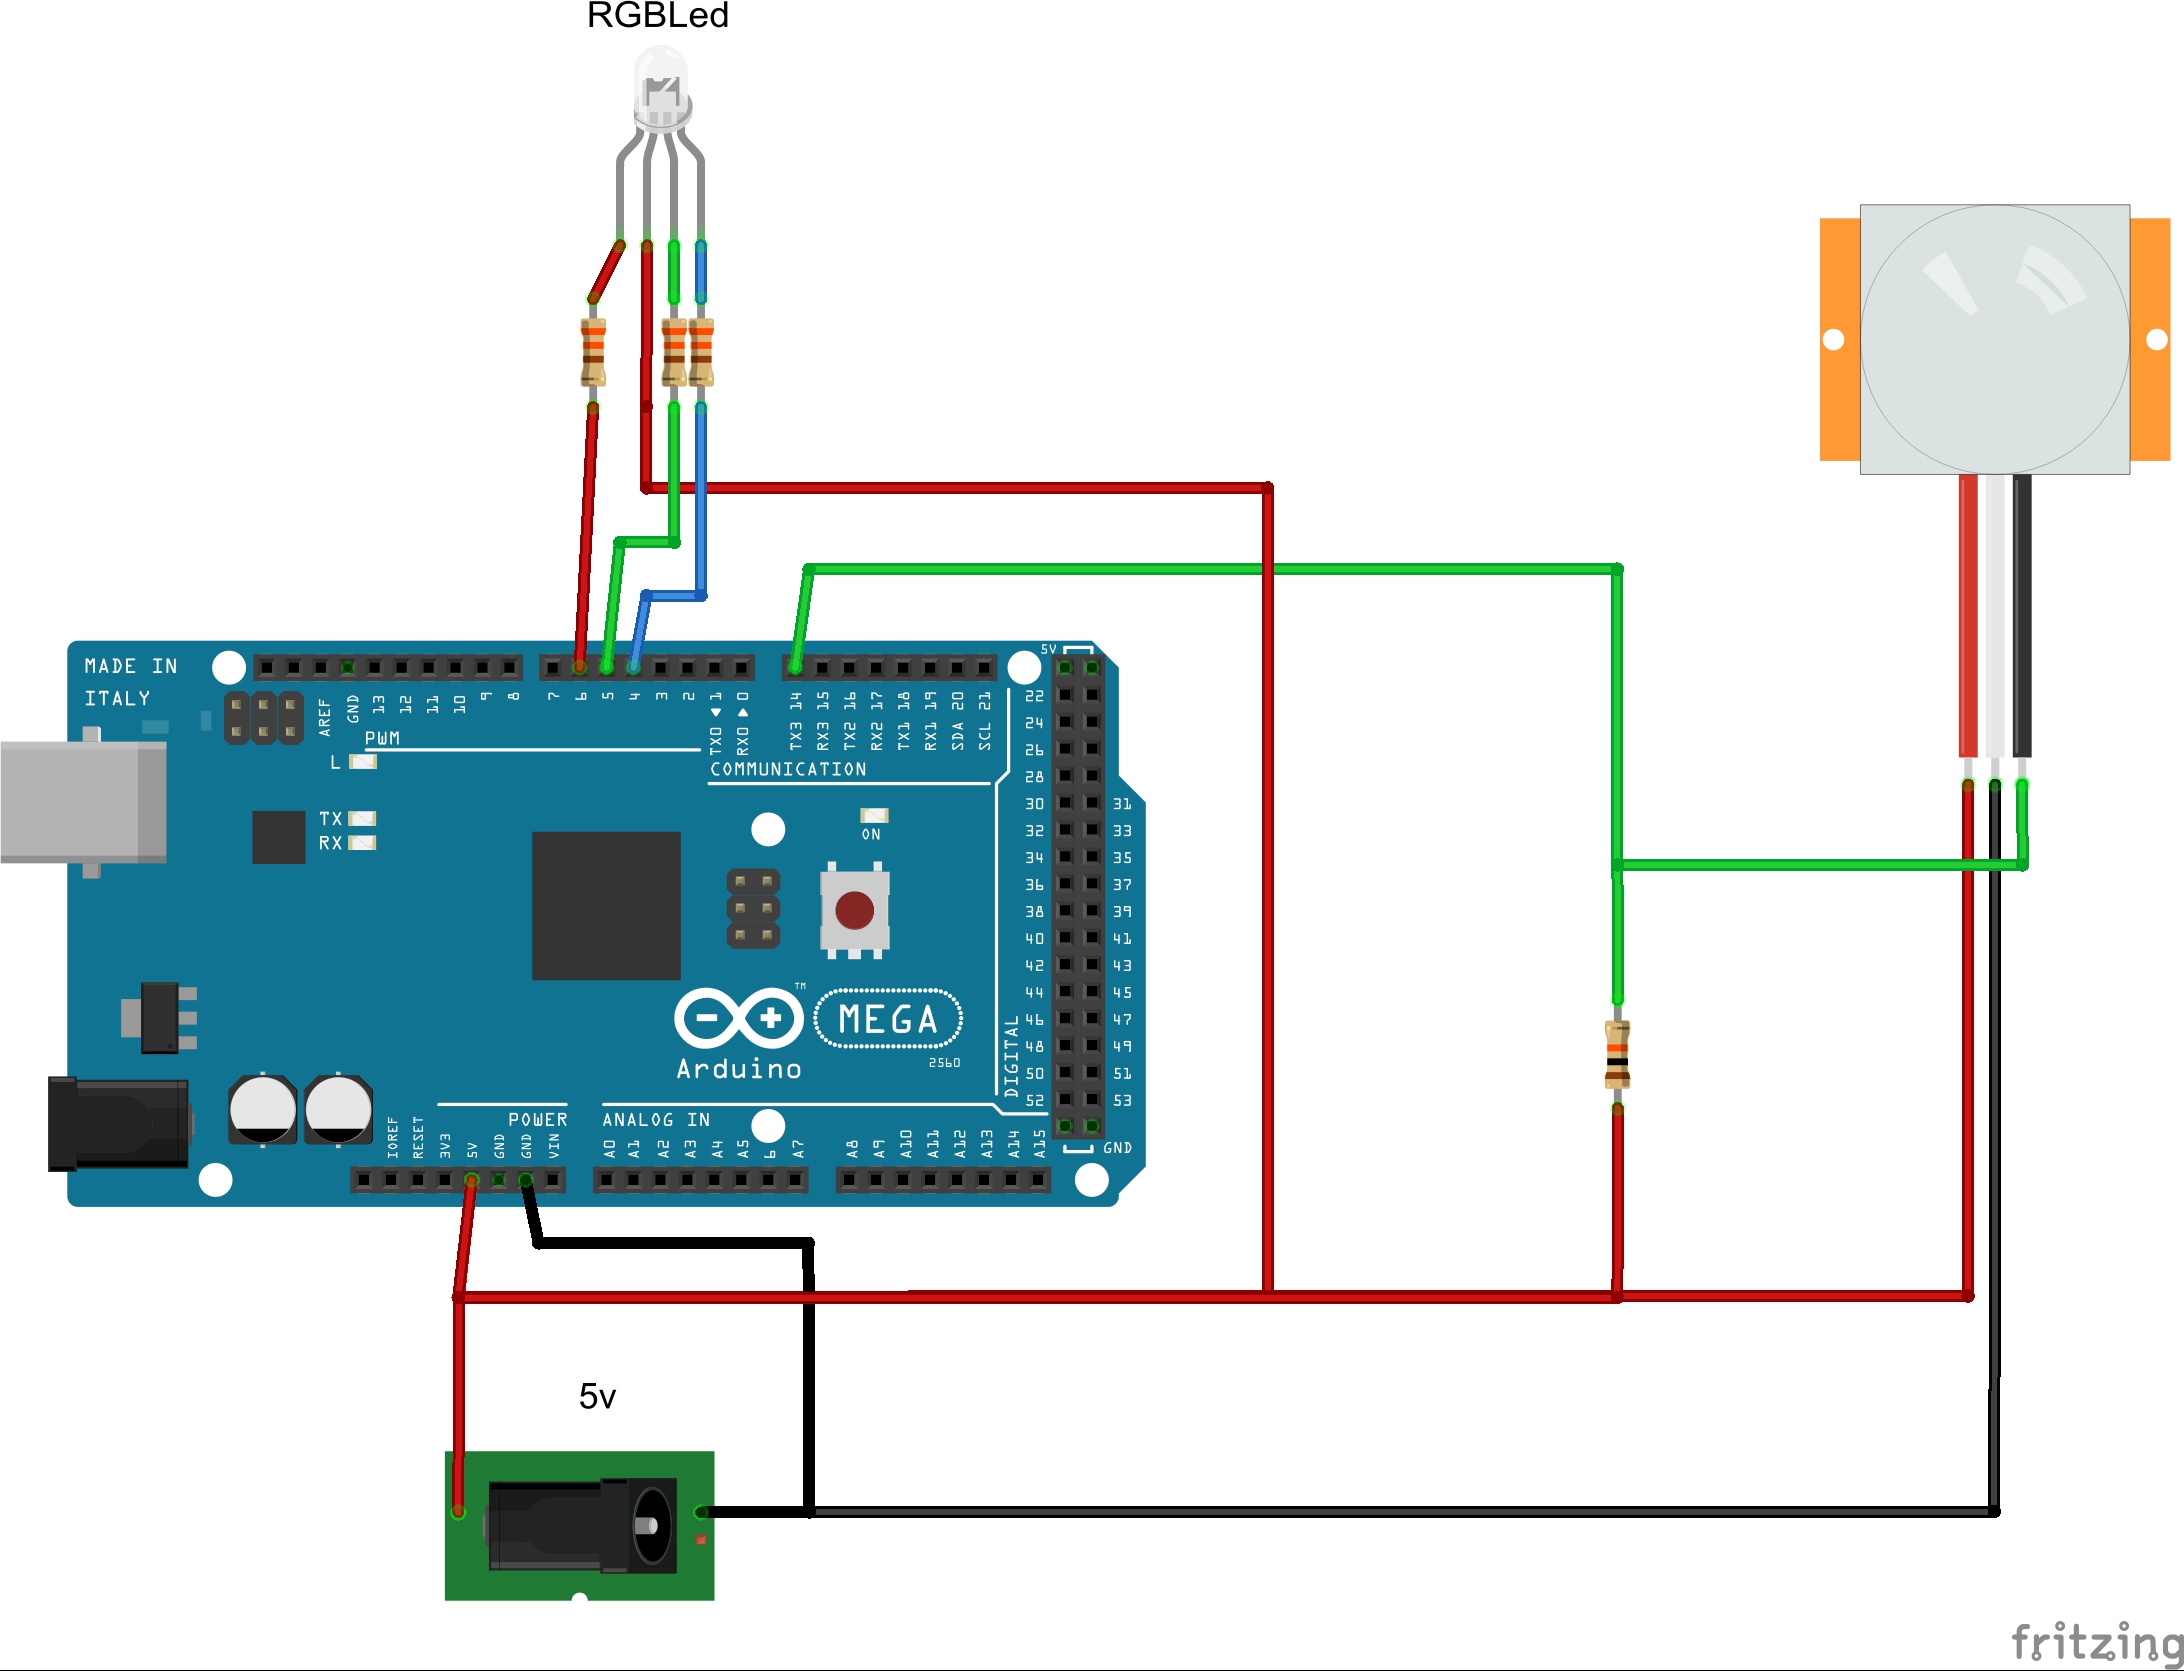 RGBLed
MADE IN
ITALY
AREF
GND
13
12
11
10
9
8
7
6
5
4
3
2
TX0 ◀ 1
RX0 ▶ 0
TX3 14
RX3 15
TX2 16
RX2 17
TX1 18
RX1 19
SDA 20
SCL 21
PWM
COMMUNICATION
L
TX
RX
ON
5V
22
24
26
28
30 31
32 33
34 35
36 37
38 39
40 41
42 43
44 45
46 47
48 49
50 51
52 53
GND
DIGITAL
TM
MEGA
Arduino
2560
POWER
ANALOG IN
IOREF
RESET
3V3
5V
GND
GND
VIN
A0
A1
A2
A3
A4
A5
A7
A8
A9
A10
A11
A12
A13
A14
A15
5v
fritzing